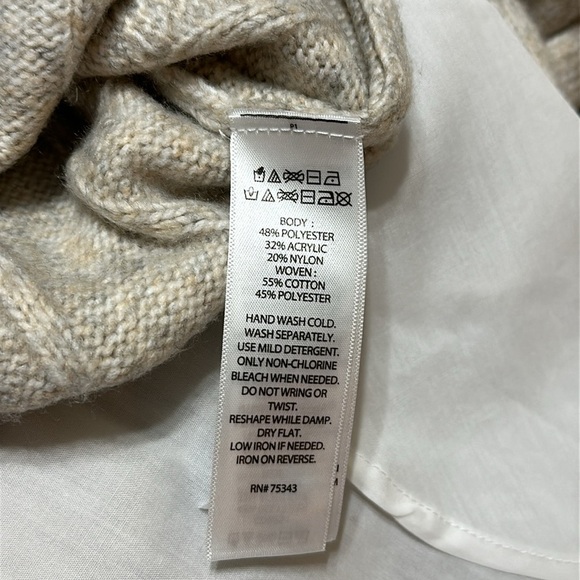 BODY :
48% POLYESTER
32% ACRYLIC
20% NYLON
WOVEN :
55% COTTON
45% POLYESTER
HAND WASH COLD.
WASH SEPARATELY.
USE MILD DETERGENT.
ONLY NON-CHLORINE
BLEACH WHEN NEEDED.
DO NOT WRING OR
TWIST.
RESHAPE WHILE DAMP.
DRY FLAT.
LOW IRON IF NEEDED.
IRON ON REVERSE.
RN# 75343